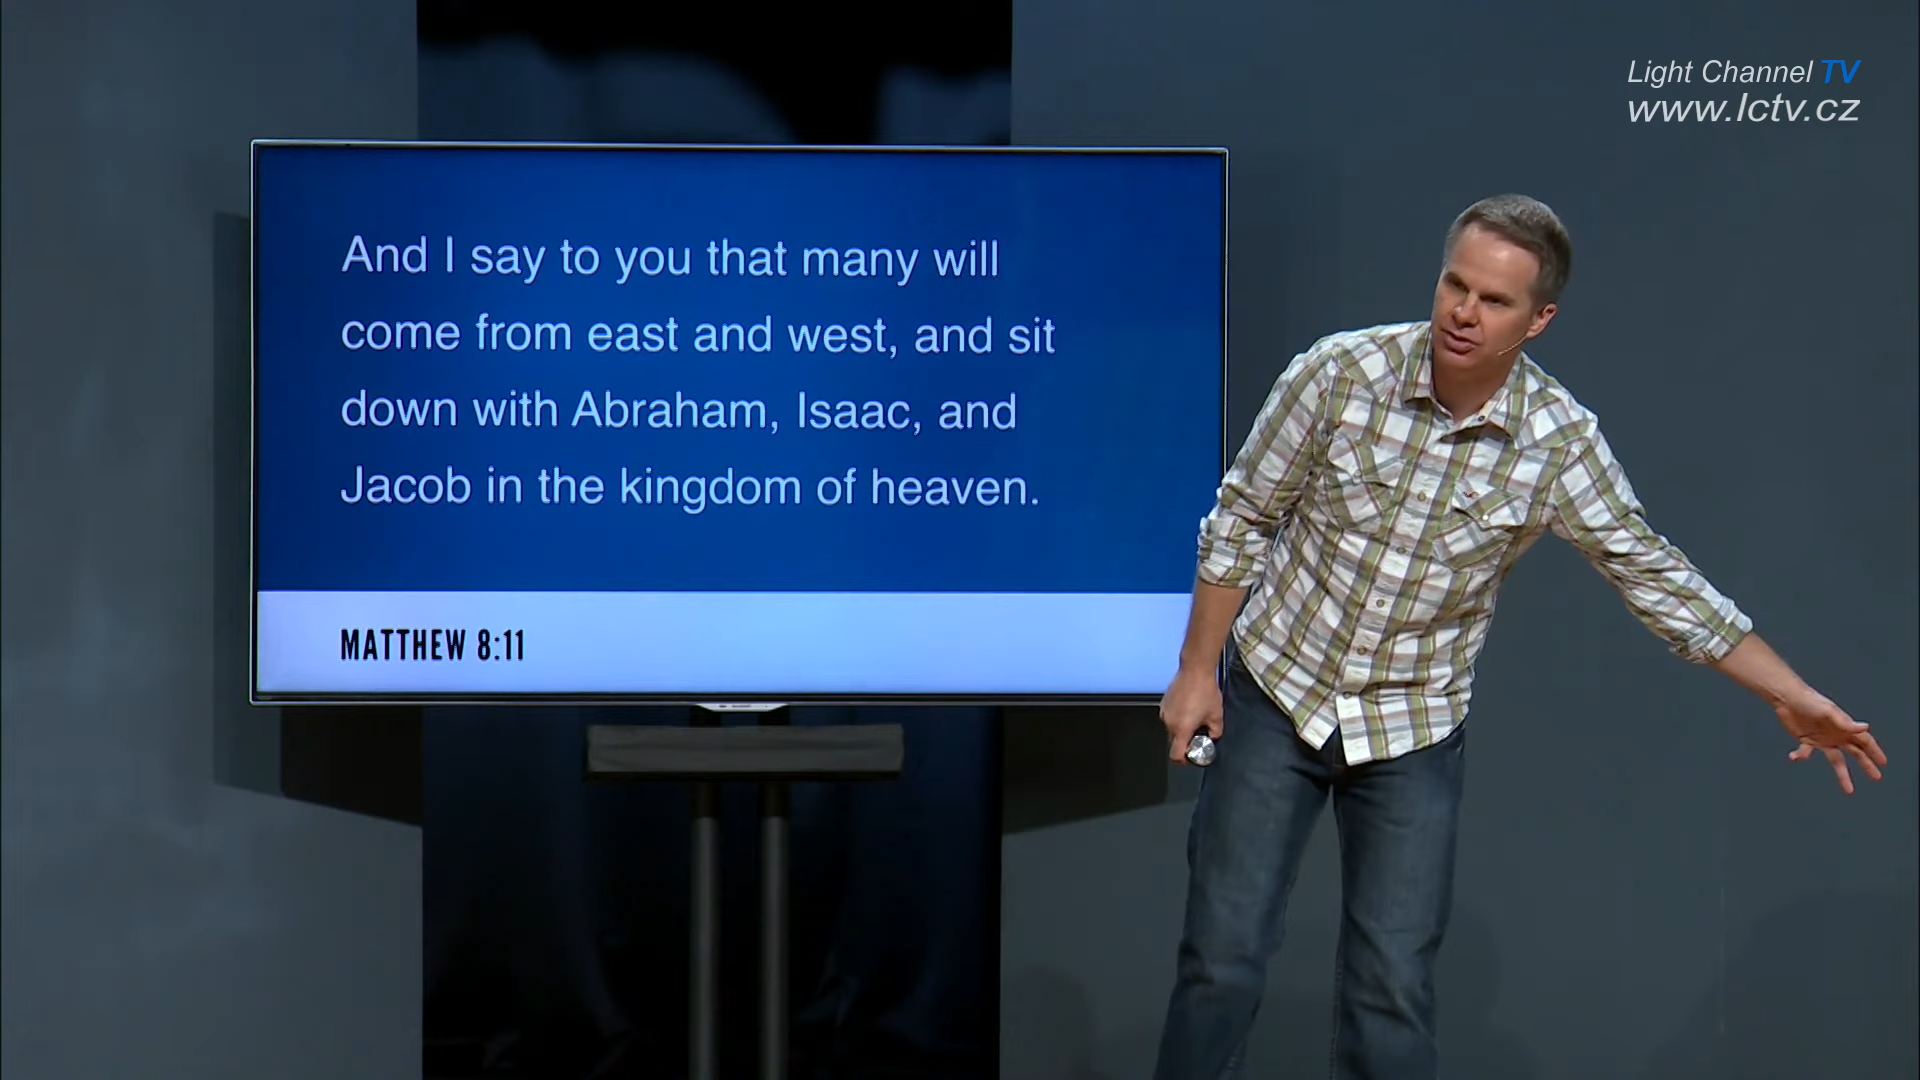 Light Channel TV
www.lctv.cz
And I say to you that many will
come from east and west, and sit
down with Abraham, Isaac, and
Jacob in the kingdom of heaven.
MATTHEW 8:11